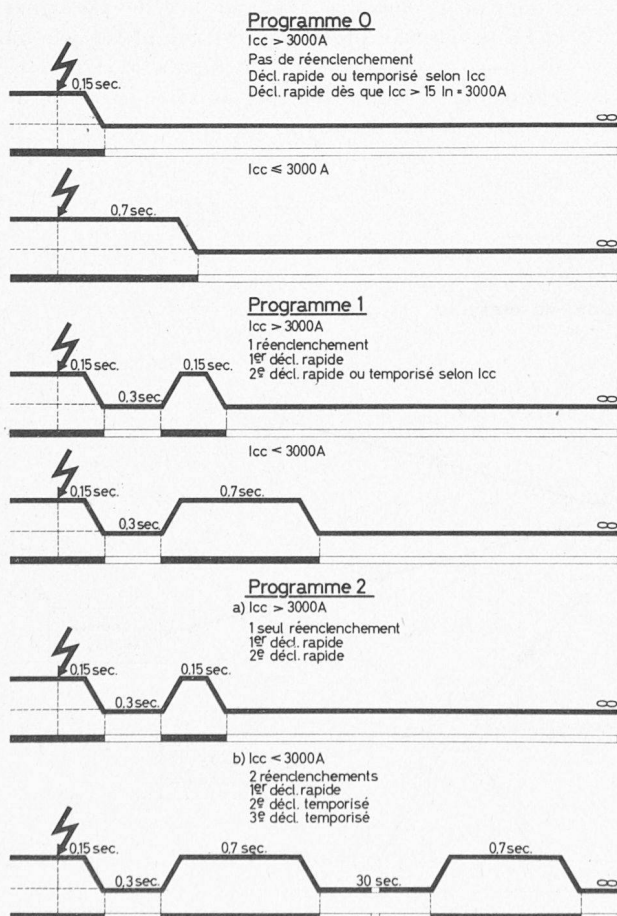 Programme 0
Icc > 3000A
Pas de réenclenchement
Décl. rapide ou temporisé selon Icc
Décl. rapide dès que Icc > 15 In = 3000A
0,15 sec.
∞
Icc ≤ 3000 A
0,7 sec.
∞
Programme 1
Icc > 3000A
1 réenclenchement
1er décl. rapide
2e décl. rapide ou temporisé selon Icc
0,15 sec. 0,15 sec.
0,3 sec.
∞
Icc < 3000A
0,15 sec. 0,7 sec.
0,3 sec.
∞
Programme 2
a) Icc > 3000A
1 seul réenclenchement
1er décl. rapide
2e décl. rapide
0,15 sec. 0,15 sec.
0,3 sec.
∞
b) Icc < 3000A
2 réenclenchements
1er décl. rapide
2e décl. temporisé
3e décl. temporisé
0,15 sec. 0,7 sec. 0,7 sec.
0,3 sec. 30 sec.
∞